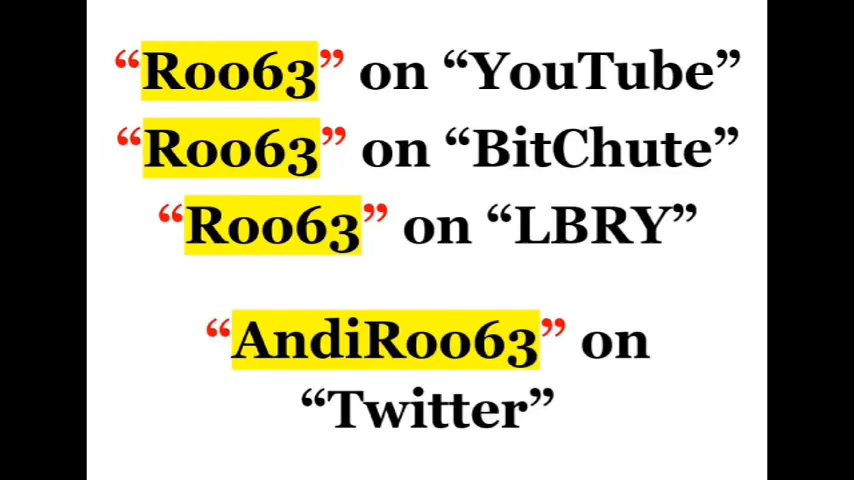 “Roo63” on “YouTube”
“Roo63” on “BitChute”
“Roo63” on “LBRY”
“AndiRoo63” on
“Twitter”